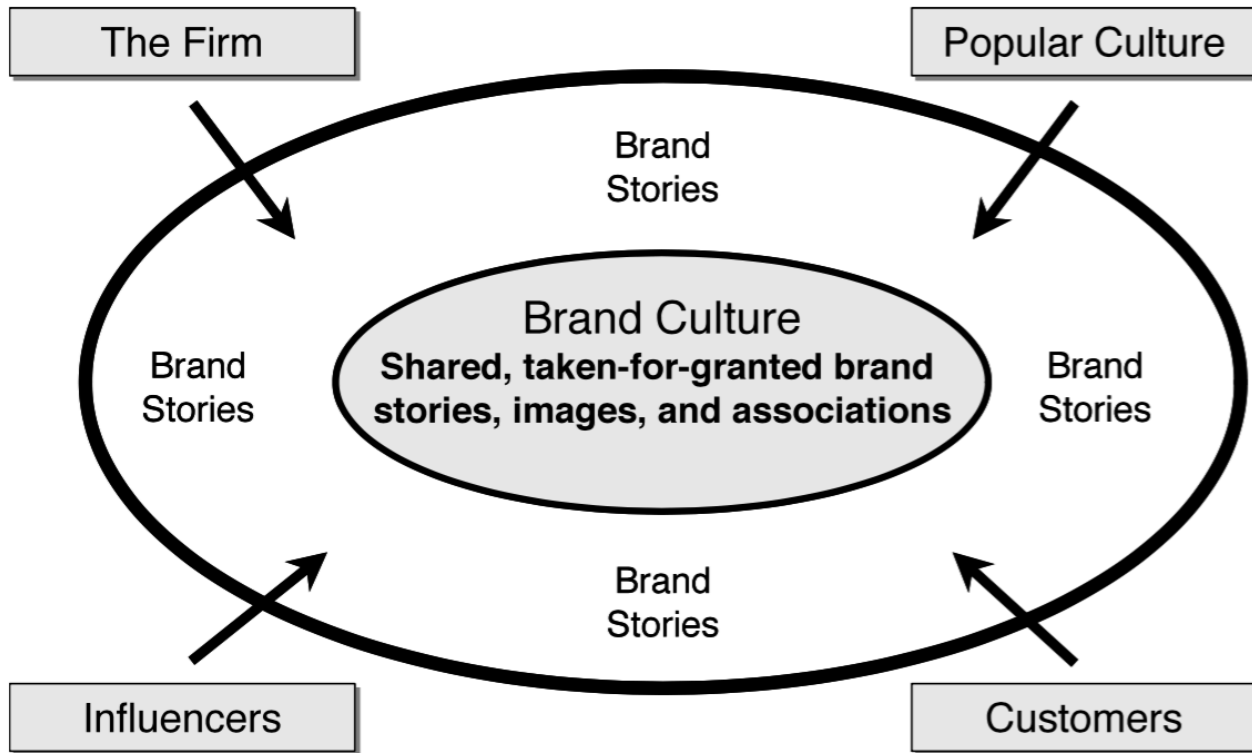 The Firm
Popular Culture
Brand
Stories
Brand Culture
Shared, taken-for-granted brand
stories, images, and associations
Brand
Stories
Brand
Stories
Brand
Stories
Influencers
Customers